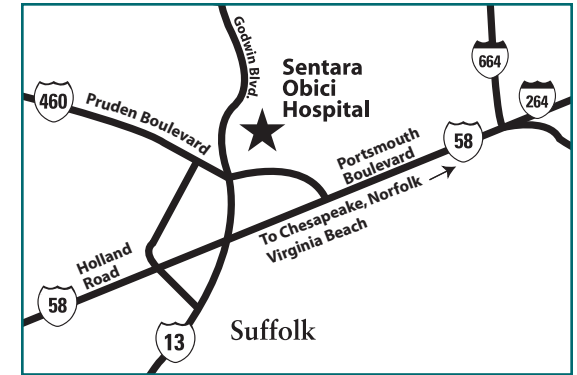 Godwin Blvd.
Sentara
Obici
Hospital
664
460
Pruden Boulevard
264
58
Portsmouth
Boulevard
To Chesapeake, Norfolk
Virginia Beach
Holland
Road
58
13
Suffolk